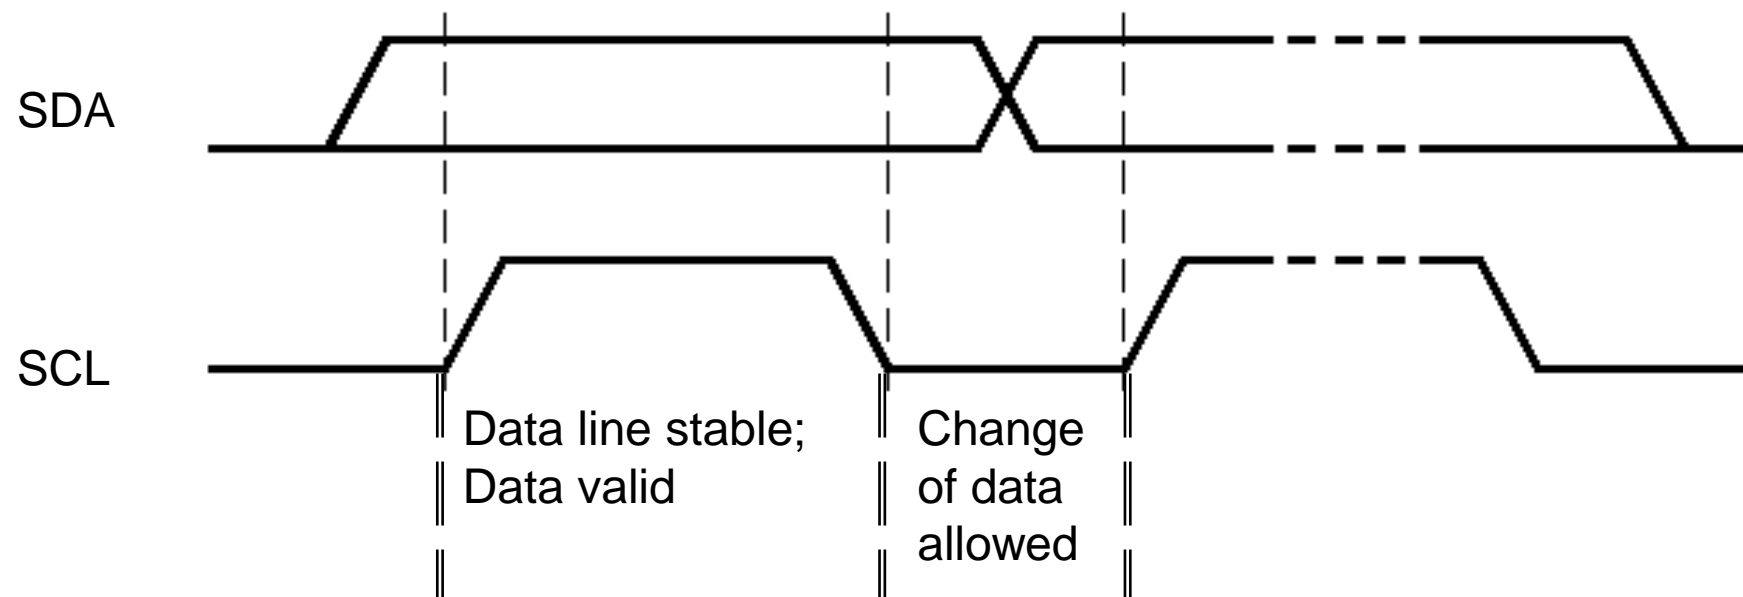 SDA
SCL
Data line stable;
Data valid
Change
of data
allowed